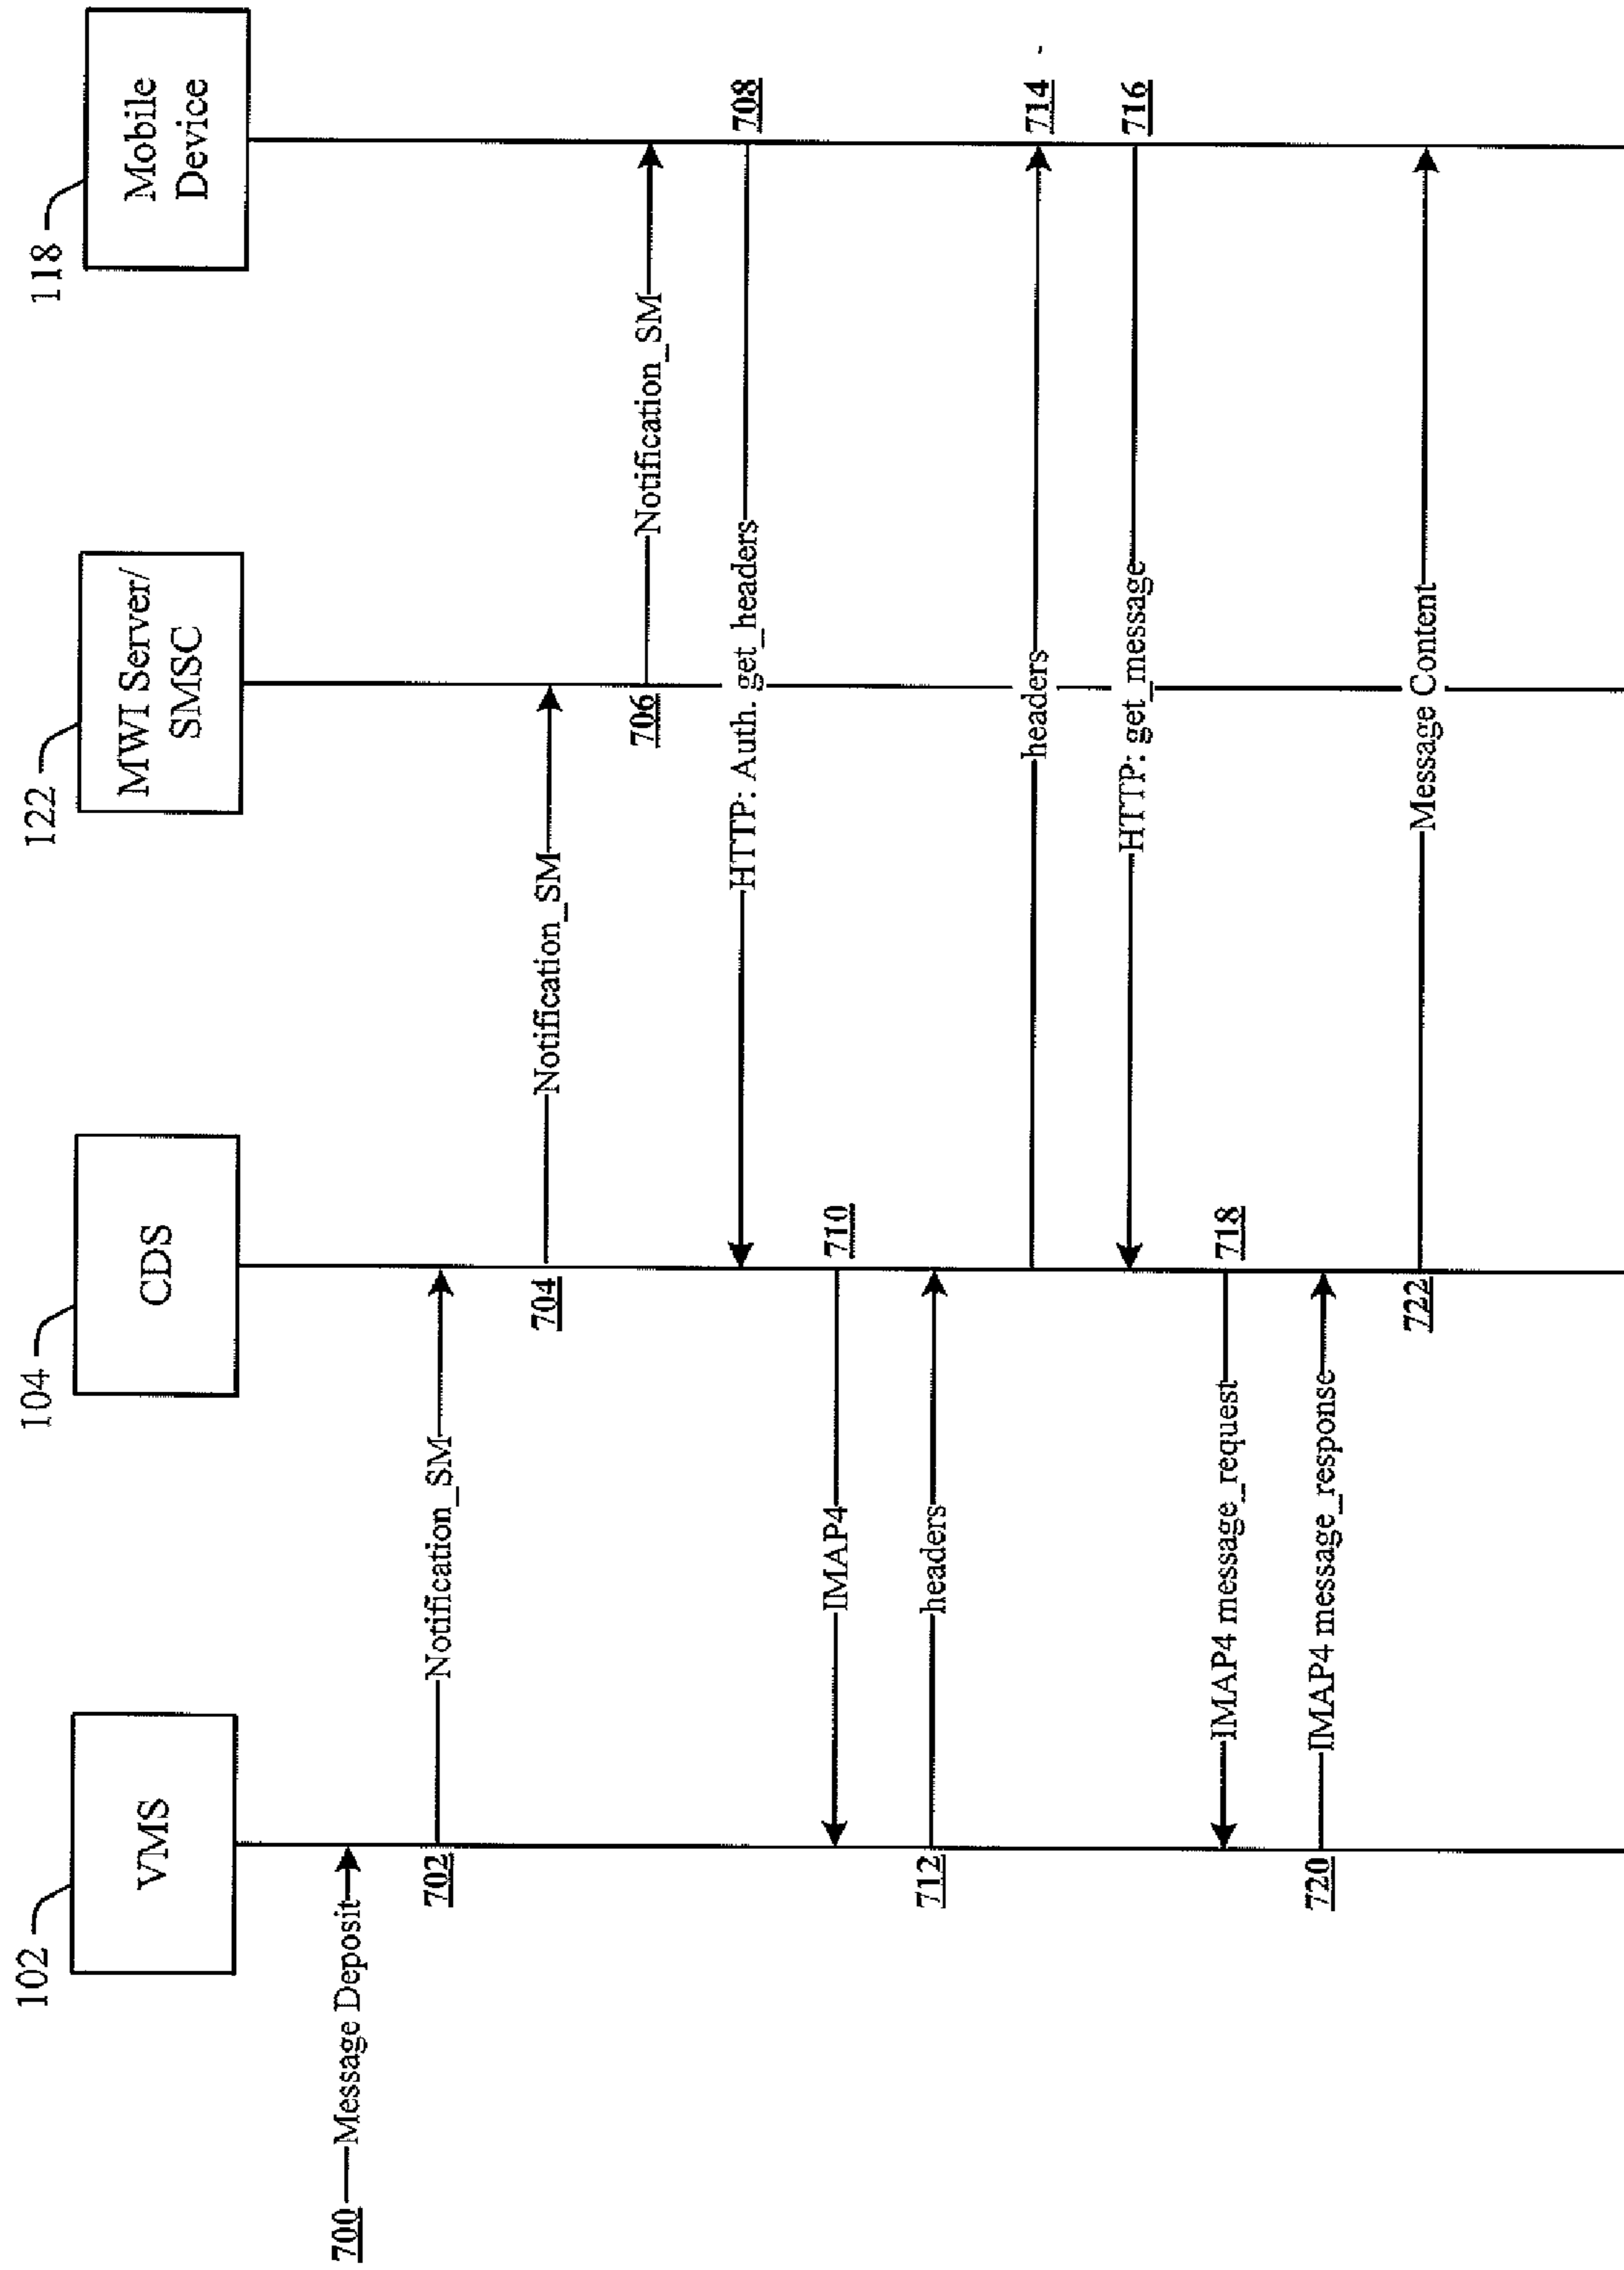 102
VMS
104
CDS
122
MWI Server/
SMSC
118
Mobile
Device
700
Message Deposit
702
Notification_SM
704
Notification_SM
706
Notification_SM
708
HTTP: Auth. get_headers
710
IMAP4
712
headers
714
headers
716
HTTP: get_message
718
IMAP4 message_request
720
IMAP4 message_response
722
Message Content